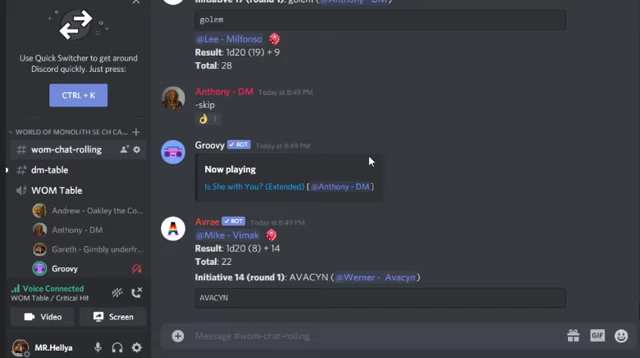 Use Quick Switcher to get around
Discord quickly. Just press:
CTRL + K
WORLD OF MONOLITH SE CH CA...
wom-chat-rolling
dm-table
WOM Table
Andrew - Oakley the Co...
Anthony - DM
Gareth - Gimbly underfr...
Groovy
Voice Connected
WOM Table / Critical Hit
Video
Screen
MR.Hellya
Initiative 17 (round 1): golem (@Anthony - DM)
golem
@Lee - Milfonso
Result: 1d20 (19) + 9
Total: 28
Anthony - DM Today at 8:49 PM
-skip
1
Groovy BOT Today at 8:49 PM
Now playing
Is She with You? (Extended) [@Anthony - DM]
Avrae BOT Today at 8:49 PM
@Mike - Vimak
Result: 1d20 (8) + 14
Total: 22
Initiative 14 (round 1): AVACYN (@Werner - Avacyn)
AVACYN
Message #wom-chat-rolling
GIF